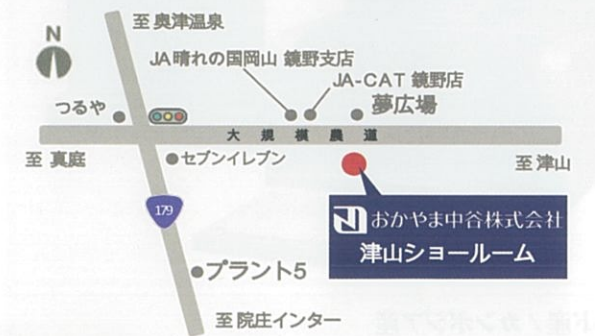 至 奥津温泉
N
JA晴れの国岡山 鏡野支店
JA-CAT 鏡野店
つるや
夢広場
大規模農道
至 真庭
セブンイレブン
至 津山
179
おかやま中谷株式会社
津山ショールーム
プラント5
至 院庄インター